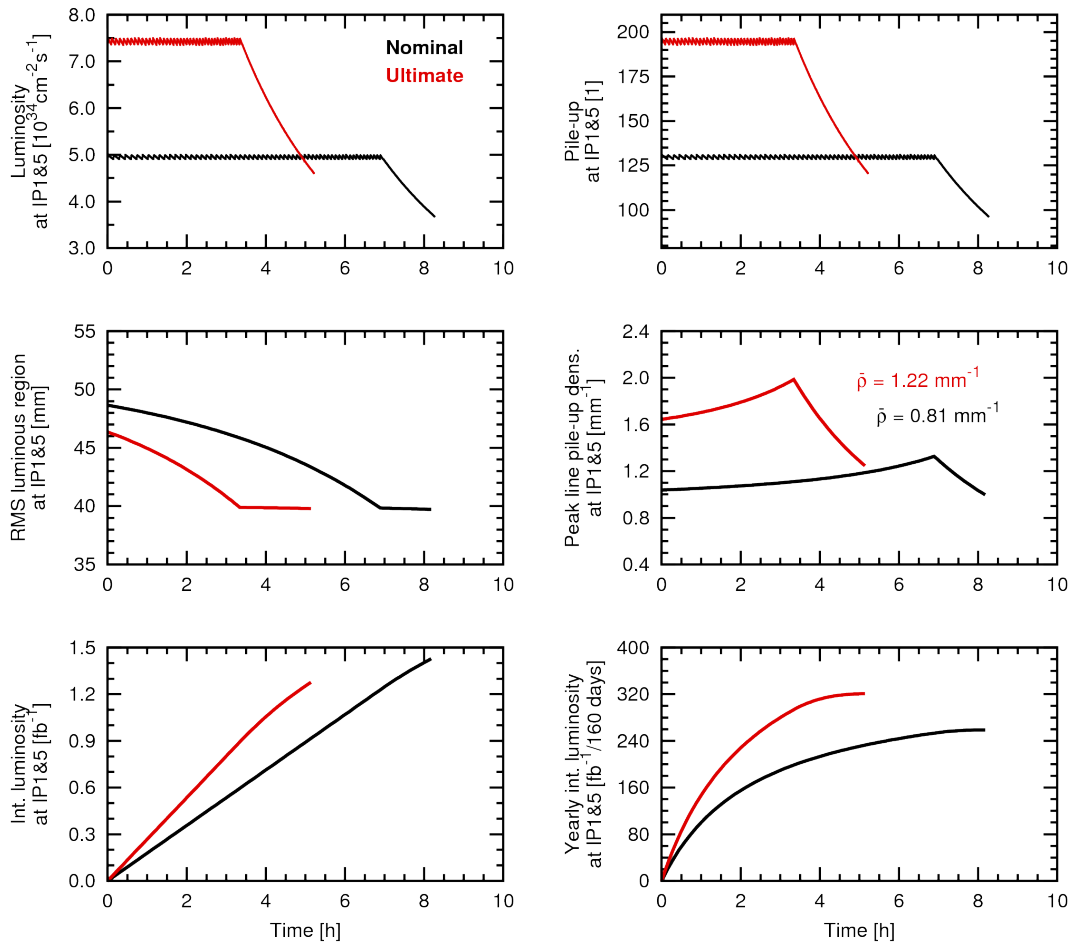 8.0
7.0
6.0
5.0
4.0
3.0
Luminosity
at IP1&5 [10^34 cm^-2 s^-1]
0 2 4 6 8 10
Nominal
Ultimate
200
175
150
125
100
Pile-up
at IP1&5 [1]
0 2 4 6 8 10
55
50
45
40
35
RMS luminous region
at IP1&5 [mm]
0 2 4 6 8 10
2.4
2.0
1.6
1.2
0.8
0.4
Peak line pile-up dens.
at IP1&5 [mm^-1]
0 2 4 6 8 10
ρ̄ = 1.22 mm^-1
ρ̄ = 0.81 mm^-1
1.5
1.2
0.9
0.6
0.3
0.0
Int. luminosity
at IP1&5 [fb^-1]
0 2 4 6 8 10
Time [h]
400
320
240
160
80
0
Yearly int. luminosity
at IP1&5 [fb^-1/160 days]
0 2 4 6 8 10
Time [h]